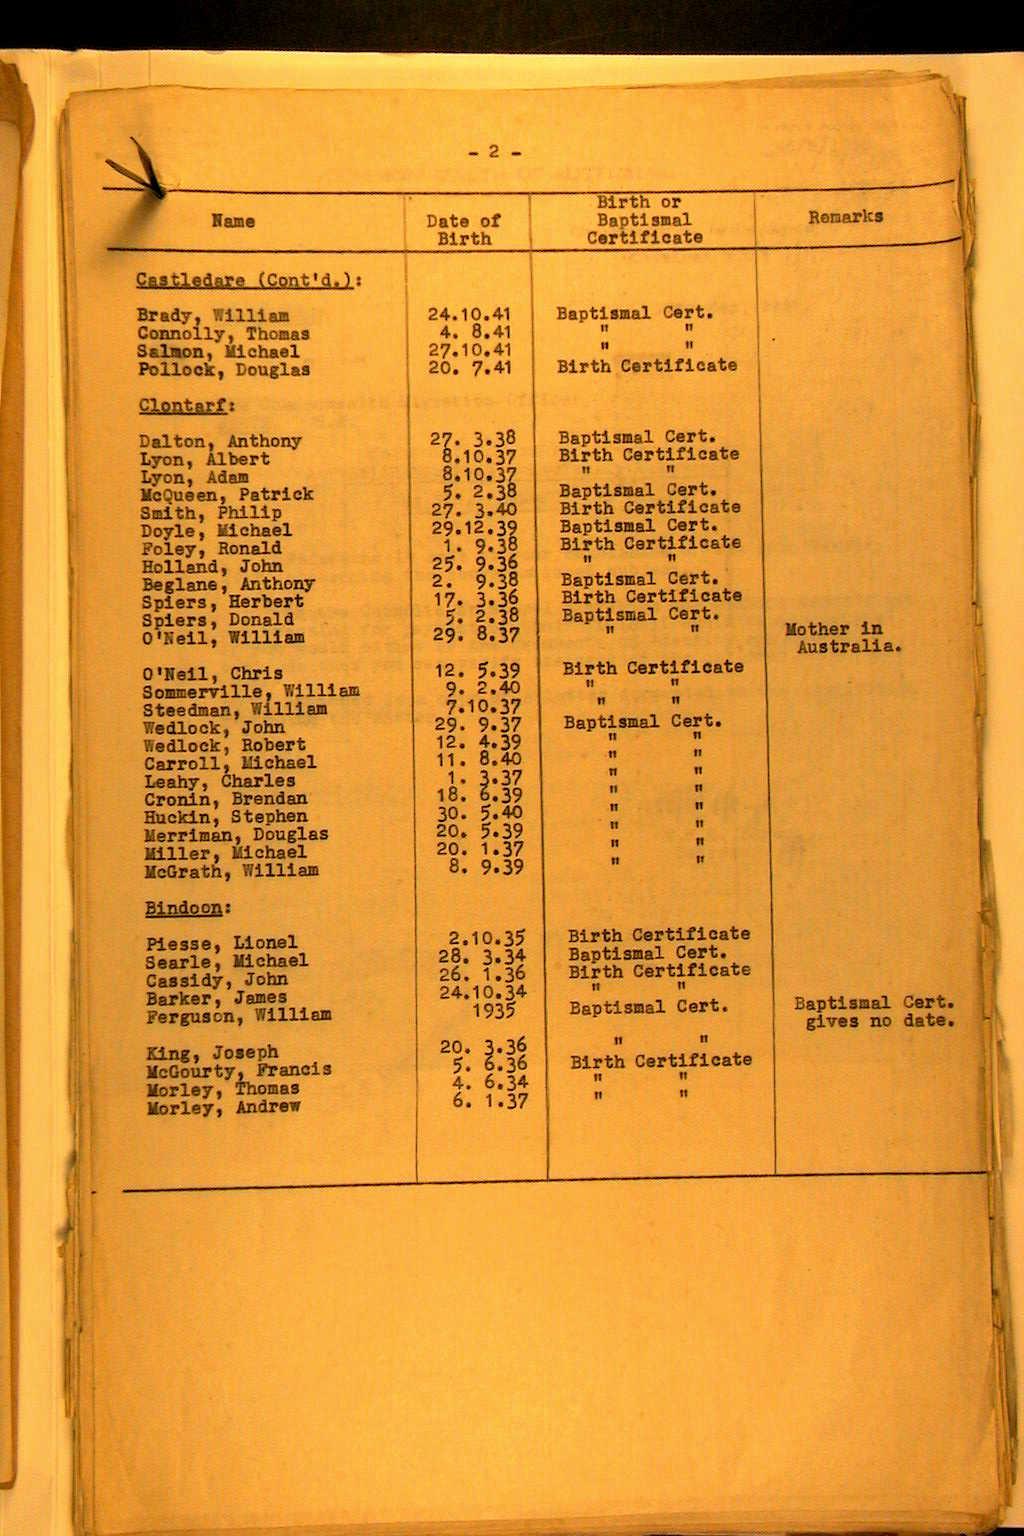 - 2 -
Name Date of Birth Birth or Baptismal Certificate Remarks
Castledare (Cont'd.):
Brady, William 24.10.41 Baptismal Cert.
Connolly, Thomas 4. 8.41 " "
Salmon, Michael 27.10.41 " "
Pollock, Douglas 20. 7.41 Birth Certificate
Clontarf:
Dalton, Anthony 27. 3.38 Baptismal Cert.
Lyon, Albert 8.10.37 Birth Certificate
Lyon, Adam 8.10.37 " "
McQueen, Patrick 5. 2.38 Baptismal Cert.
Smith, Philip 27. 3.40 Birth Certificate
Doyle, Michael 29.12.39 Baptismal Cert.
Foley, Ronald 1. 9.38 Birth Certificate
Holland, John 25. 9.36 " "
Beglane, Anthony 2. 9.38 Baptismal Cert.
Spiers, Herbert 17. 3.36 Birth Certificate
Spiers, Donald 5. 2.38 Baptismal Cert.
O'Neil, William 29. 8.37 " " Mother in
Australia.
O'Neil, Chris 12. 5.39 Birth Certificate
Sommerville, William 9. 2.40 " "
Steedman, William 7.10.37 " "
Wedlock, John 29. 9.37 Baptismal Cert.
Wedlock, Robert 12. 4.39 " "
Carroll, Michael 11. 8.40 " "
Leahy, Charles 1. 3.37 " "
Cronin, Brendan 18. 6.39 " "
Huckin, Stephen 30. 5.40 " "
Merriman, Douglas 20. 5.39 " "
Miller, Michael 20. 1.37 " "
McGrath, William 8. 9.39 " "
Bindoon:
Piesse, Lionel 2.10.35 Birth Certificate
Searle, Michael 28. 3.34 Baptismal Cert.
Cassidy, John 26. 1.36 Birth Certificate
Barker, James 24.10.34 " "
Ferguson, William 1935 Baptismal Cert. Baptismal Cert.
gives no date.
King, Joseph 20. 3.36 " "
McGourty, Francis 5. 6.36 Birth Certificate
Morley, Thomas 4. 6.34 " "
Morley, Andrew 6. 1.37 " "